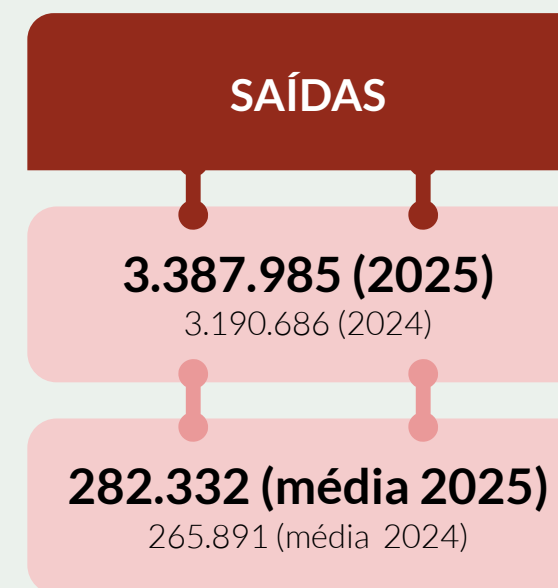 SAÍDAS
3.387.985 (2025)
3.190.686 (2024)
282.332 (média 2025)
265.891 (média 2024)